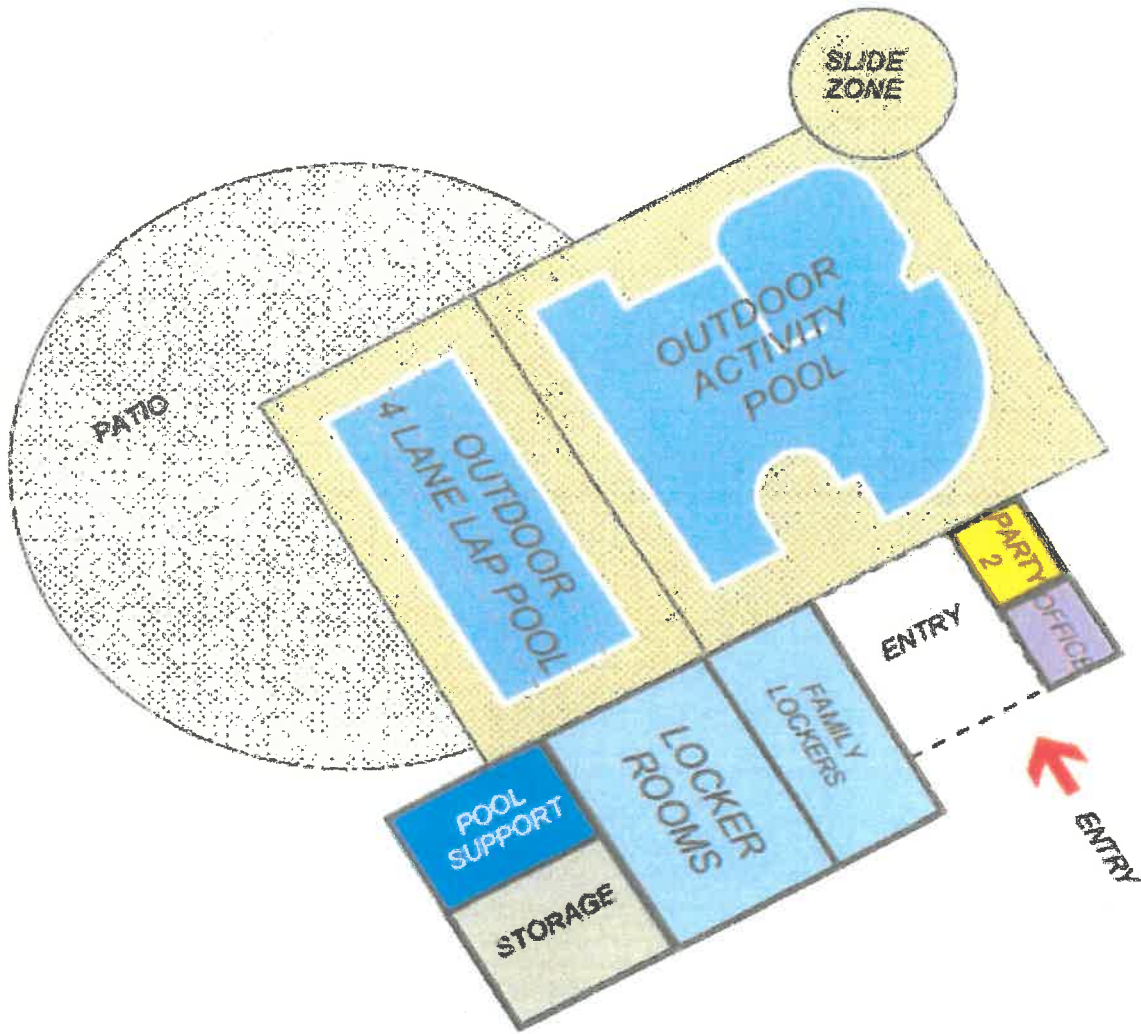 SLIDE
ZONE
OUTDOOR
ACTIVITY
POOL
PATIO
OUTDOOR
4 LANE LAP POOL
PARTY
2
OFFICE
ENTRY
FAMILY
LOCKERS
LOCKER
ROOMS
POOL
SUPPORT
STORAGE
ENTRY